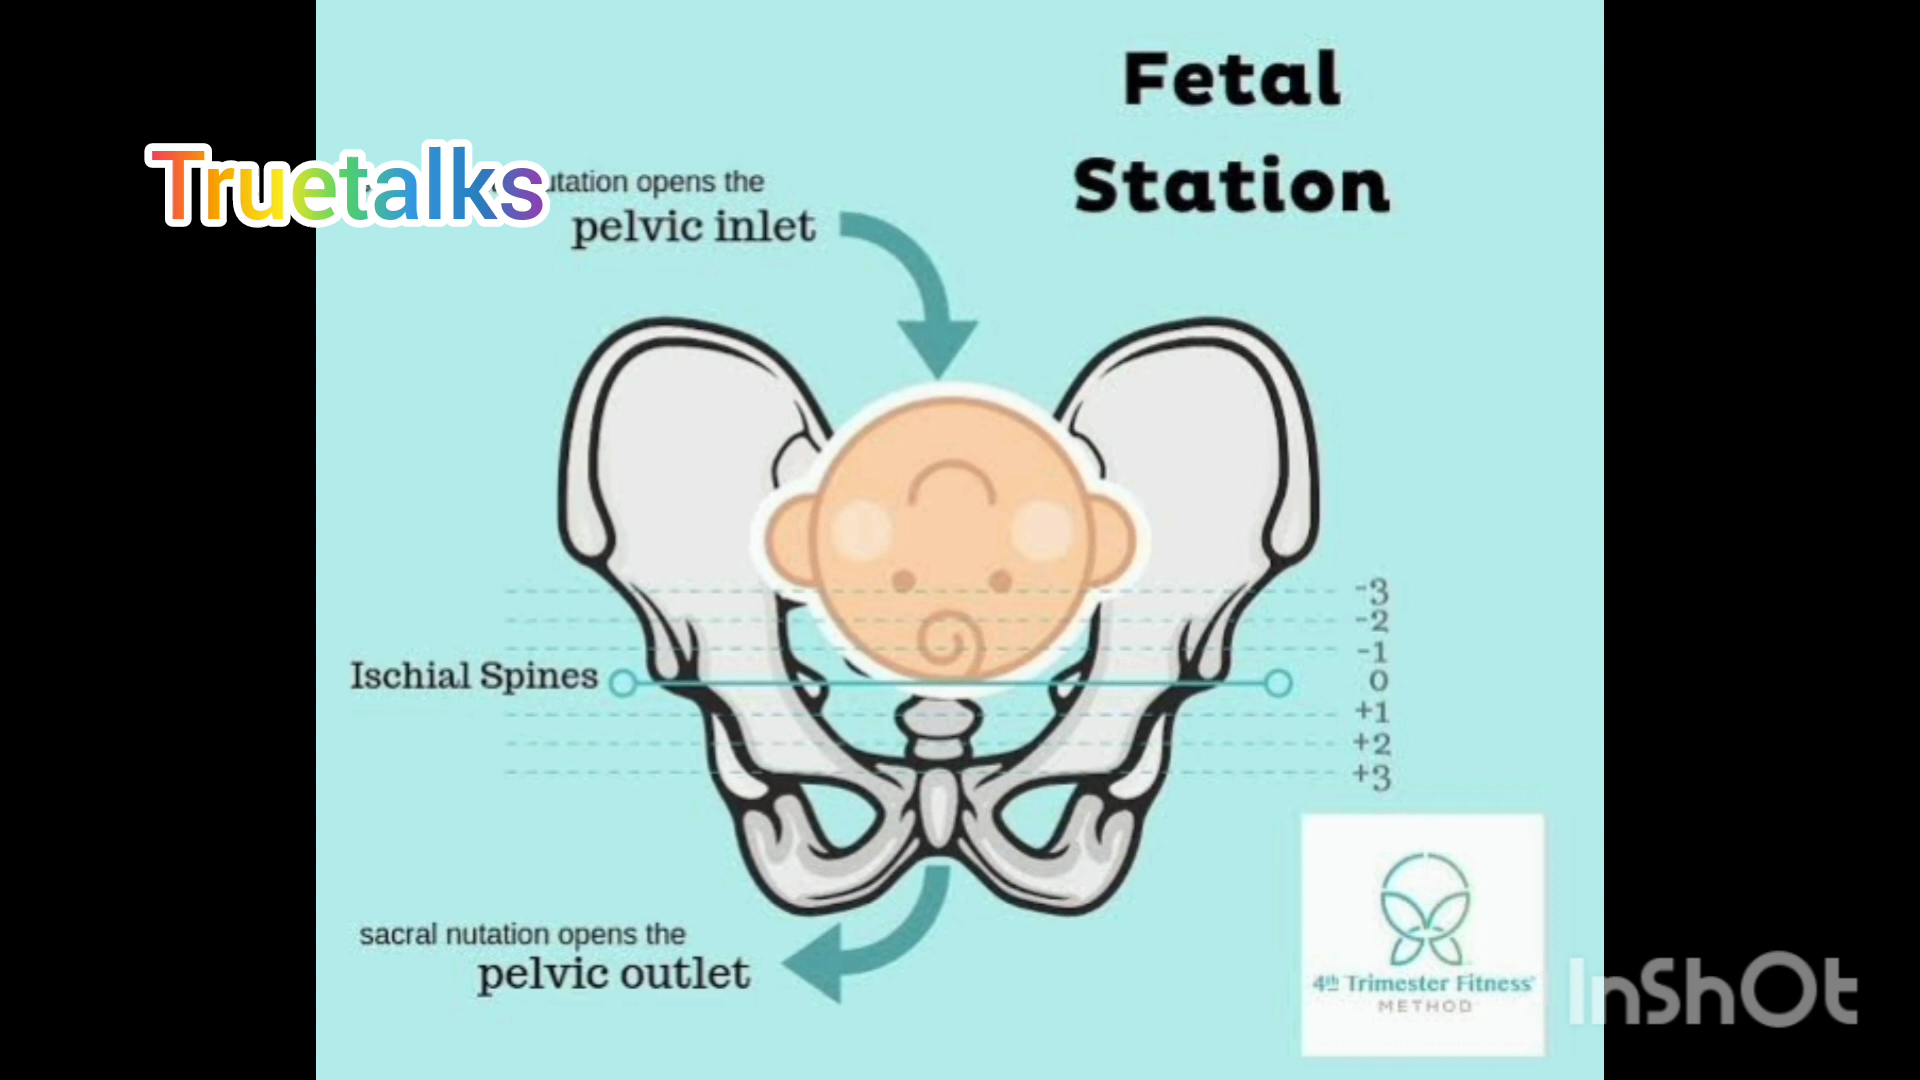 Fetal
Station
Truetalks
opens the
pelvic inlet
-3
-2
-1
Ischial Spines
0
+1
+2
+3
sacral nutation opens the
pelvic outlet
4th Trimester Fitness®
METHOD
InShOt